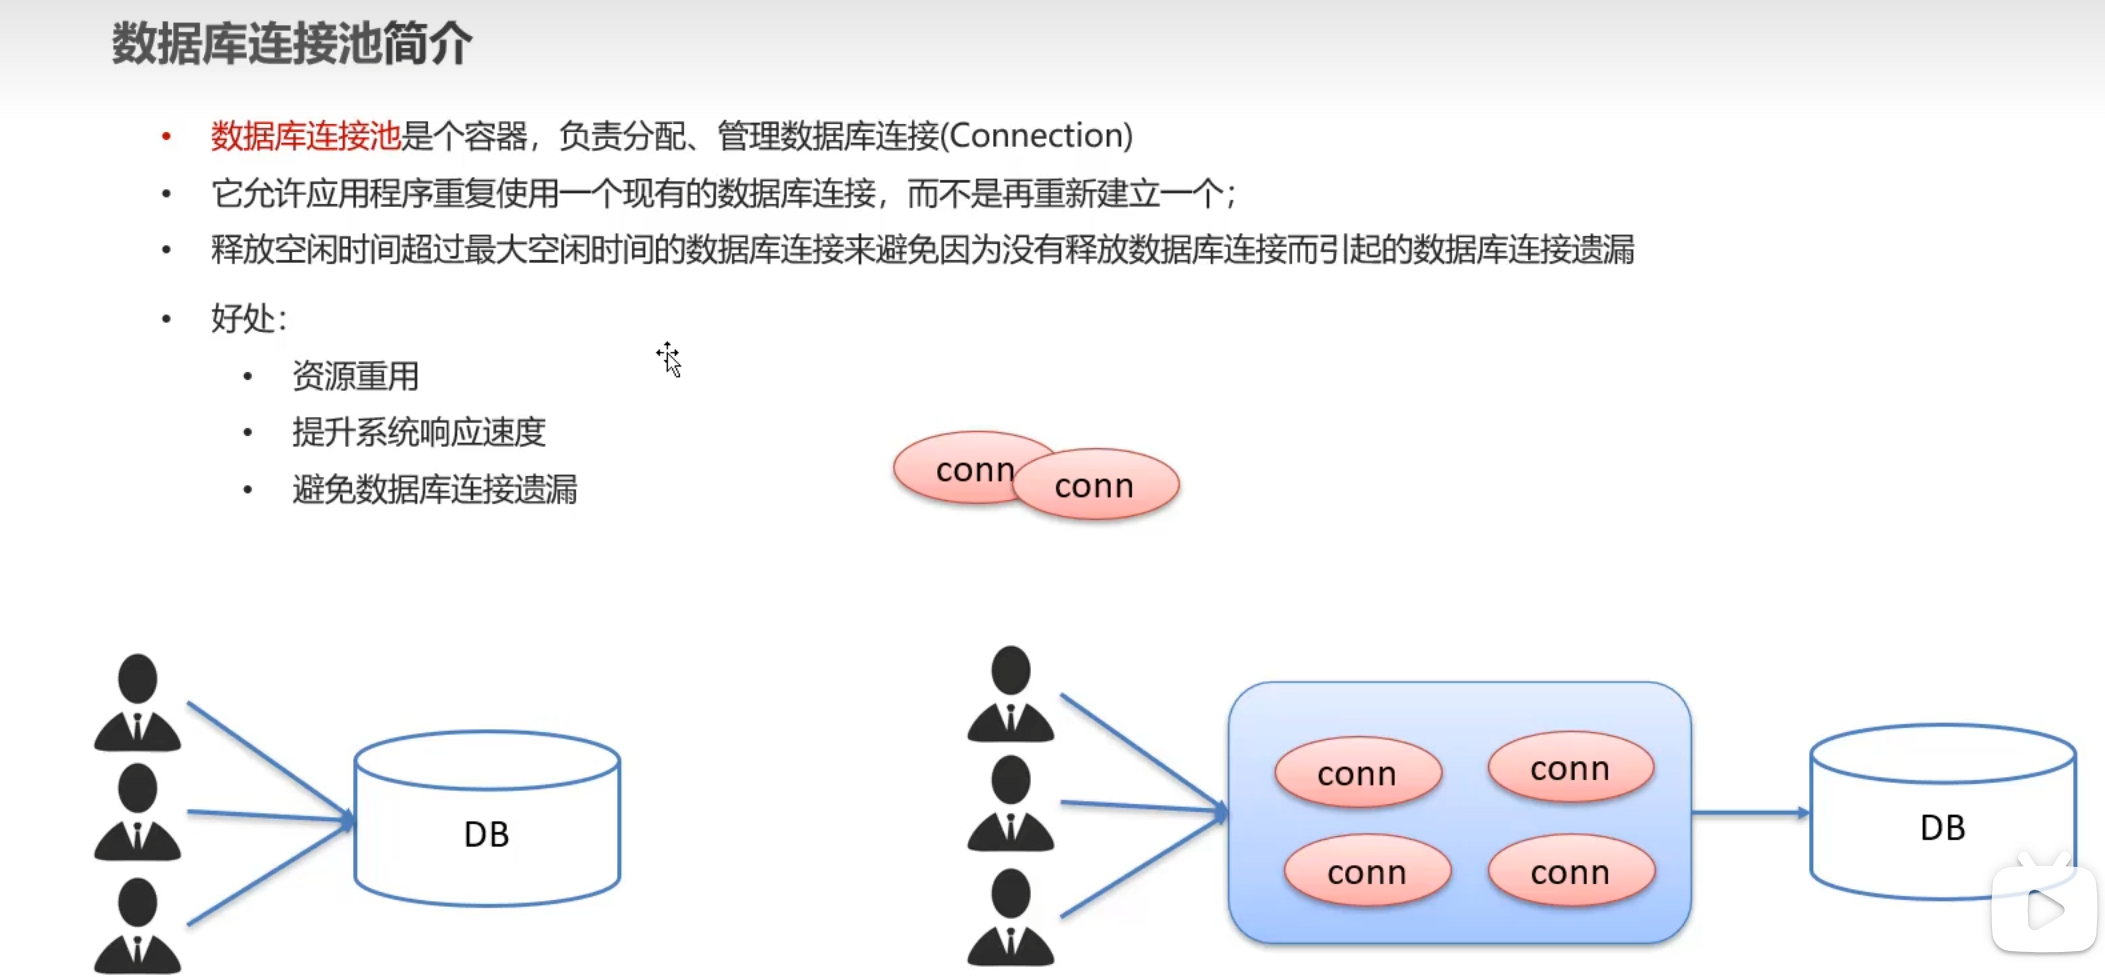 数据库连接池简介
• 数据库连接池是个容器，负责分配、管理数据库连接(Connection)
• 它允许应用程序重复使用一个现有的数据库连接，而不是再重新建立一个；
• 释放空闲时间超过最大空闲时间的数据库连接来避免因为没有释放数据库连接而引起的数据库连接遗漏
• 好处：
• 资源重用
• 提升系统响应速度
• 避免数据库连接遗漏
conn
conn
DB
conn
conn
conn
conn
DB